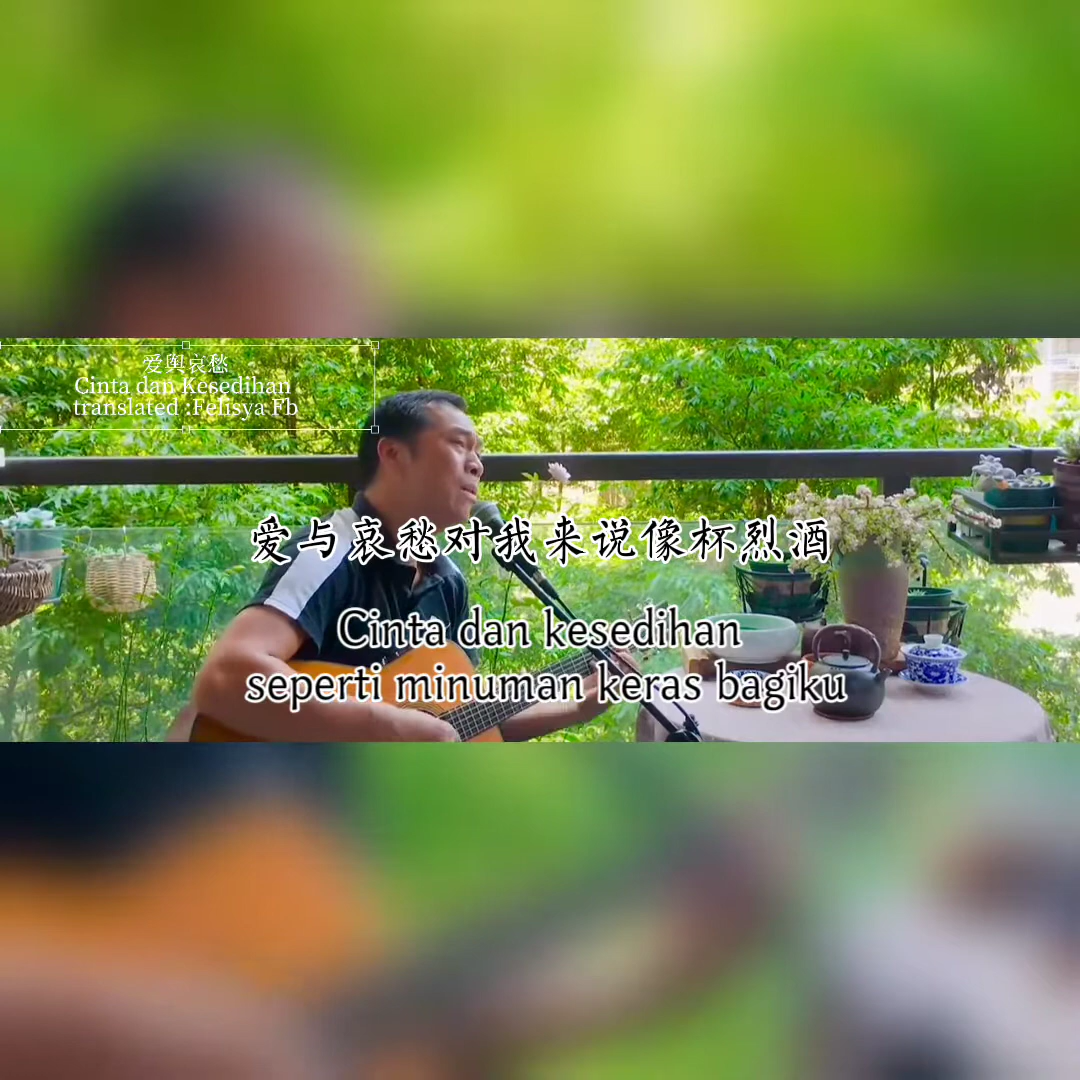 爱舆哀愁
Cinta dan Kesedihan
translated :Felisya Fb
爱与哀愁对我来说像杯烈酒
Cinta dan kesedihan
seperti minuman keras bagiku